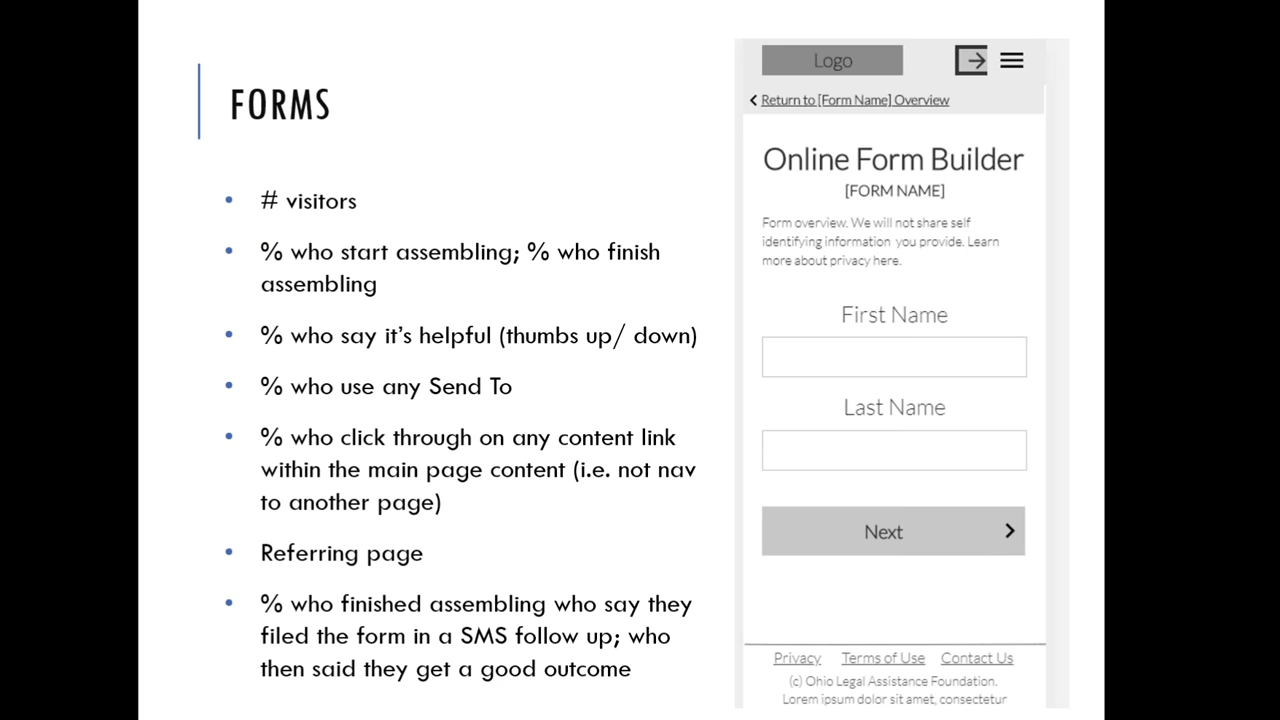 FORMS
• # visitors
• % who start assembling; % who finish
assembling
• % who say it's helpful (thumbs up/ down)
• % who use any Send To
• % who click through on any content link
within the main page content (i.e. not nav
to another page)
• Referring page
• % who finished assembling who say they
filed the form in a SMS follow up; who
then said they get a good outcome
Logo
Return to [Form Name] Overview
Online Form Builder
[FORM NAME]
Form overview. We will not share self
identifying information you provide. Learn
more about privacy here.
First Name
Last Name
Next
Privacy Terms of Use Contact Us
(c) Ohio Legal Assistance Foundation.
Lorem ipsum dolor sit amet, consectetur